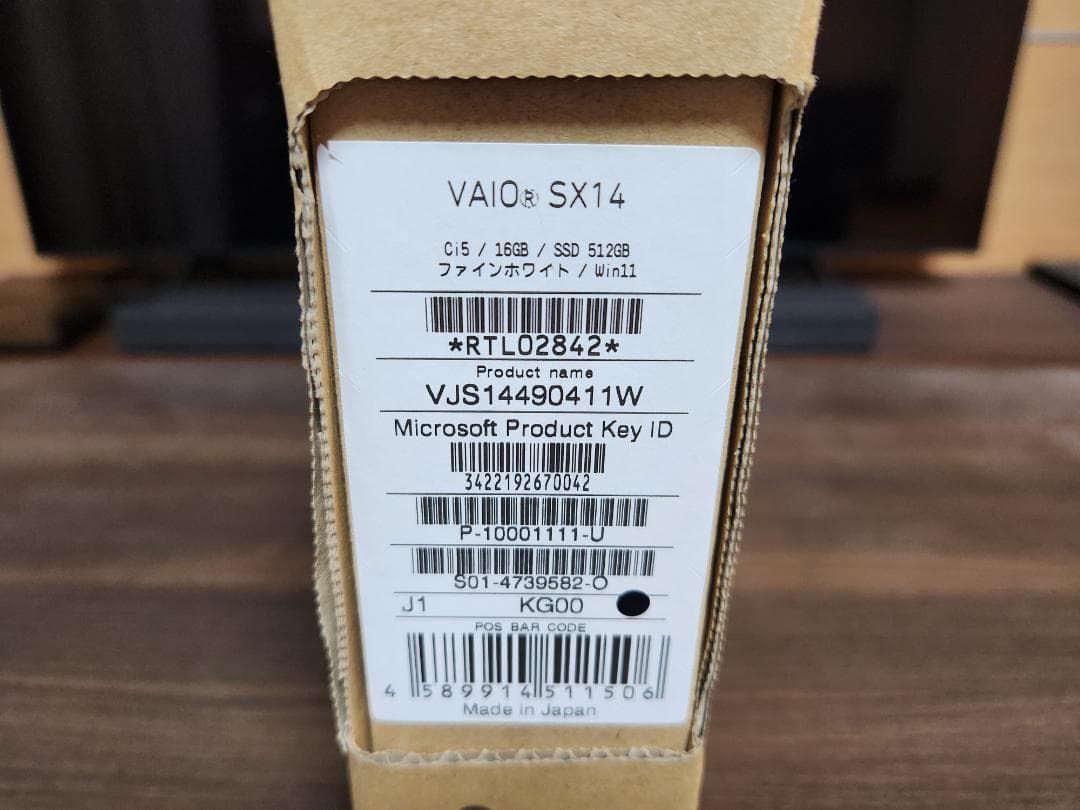 VAIO® SX14
Ci5 / 16GB / SSD 512GB
ファインホワイト / Win11
*RTL02842*
Product name
VJS14490411W
Microsoft Product Key ID
3422192670042
P-10001111-U
S01-4739582-O
J1 KG00
POS BAR CODE
4 589914 511506
Made in Japan